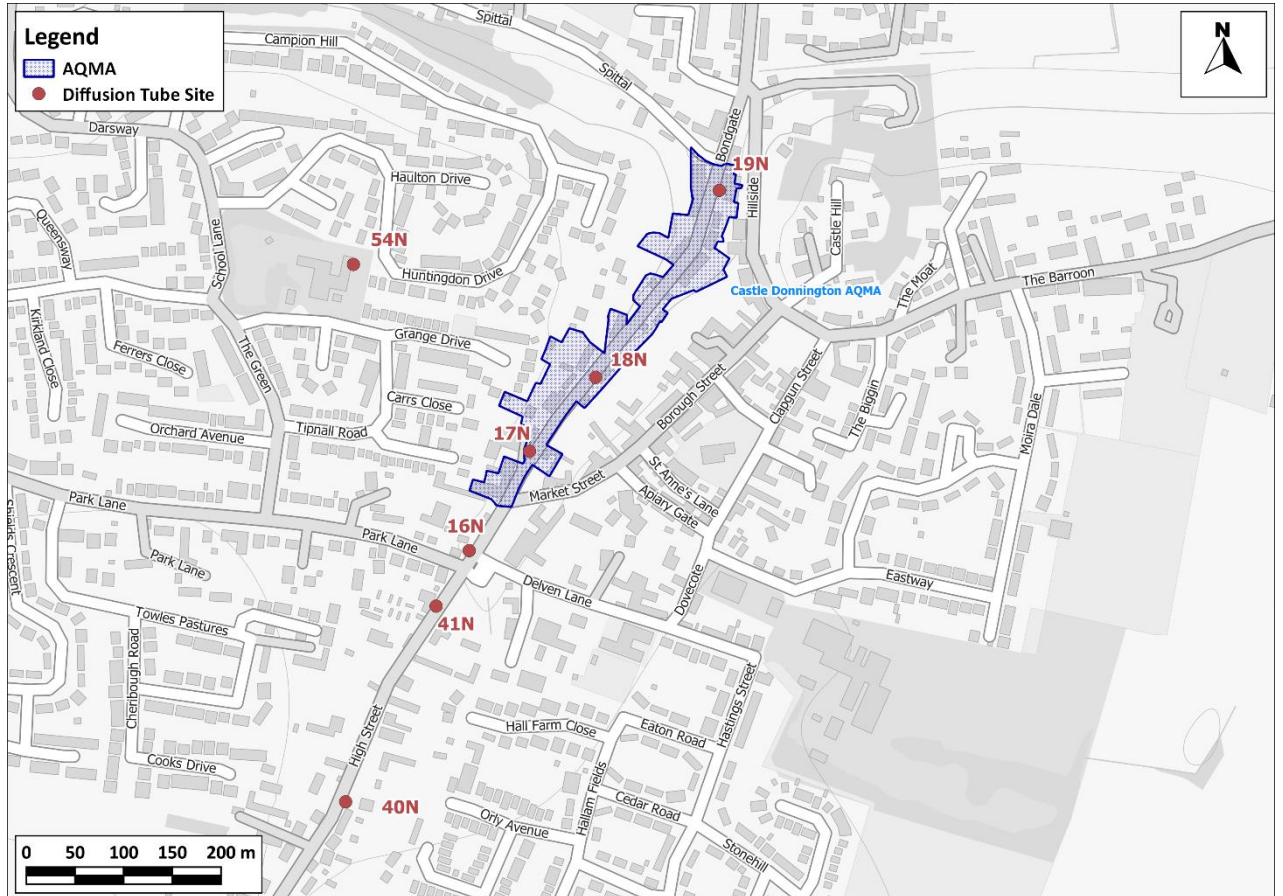 Legend
AQMA
Diffusion Tube Site
N
Spittal
Campion Hill
Spittal
Darsway
Bondgate
19N
Haulton Drive
Hillside
Castle Hill
Queensway
School Lane
54N
Huntingdon Drive
The Moat
The Barroon
Castle Donnington AQMA
Kirkland Close
Ferrers Close
The Green
Grange Drive
18N
Borough Street
Clapgun Street
The Biggin
Moira Dale
Carrs Close
Orchard Avenue
Tipnall Road
17N
Market Street
St Anne's Lane
Apiary Gate
Park Lane
16N
Park Lane
Park Lane
Delven Lane
Dovecote
Eastway
Towles Pastures
41N
Cheribough Road
High Street
Hall Farm Close
Eaton Road
Hastings Street
Cooks Drive
40N
Hallam Fields
Cedar Road
Orly Avenue
Stonehill
0 50 100 150 200 m